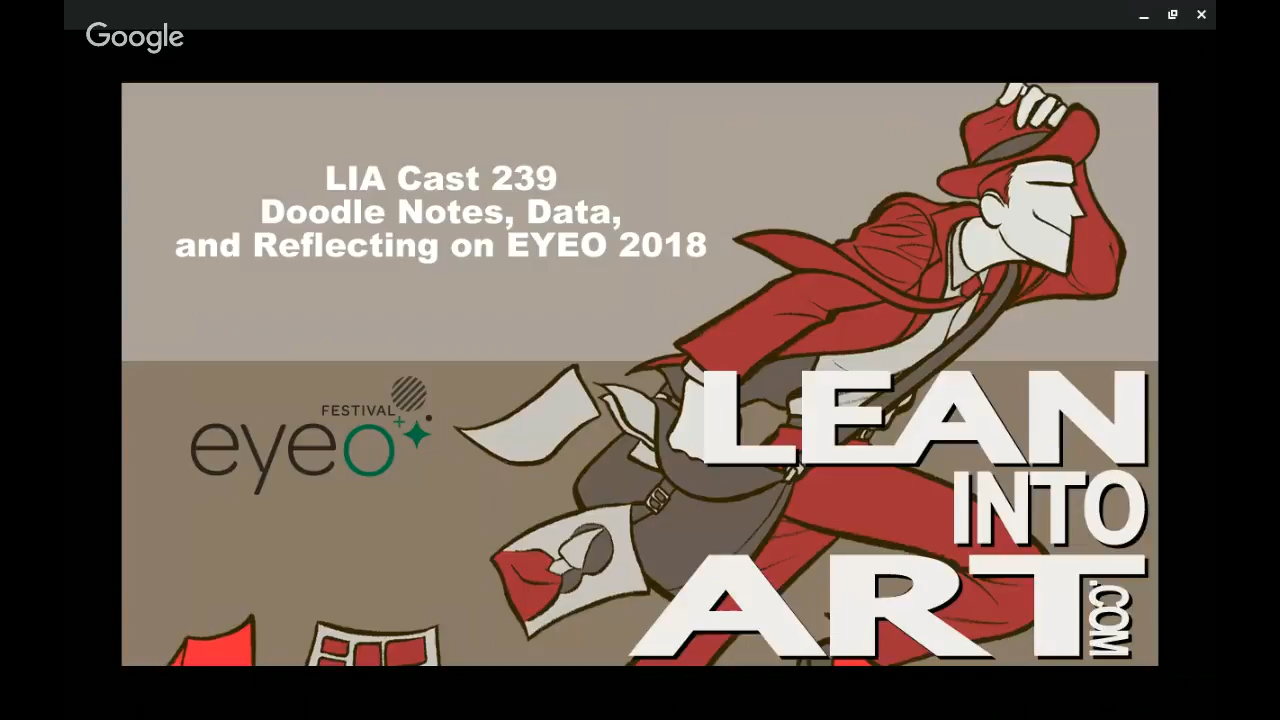 Google
LIA Cast 239
Doodle Notes, Data,
and Reflecting on EYEO 2018
FESTIVAL
eyeo
LEAN
INTO
ART
.COM